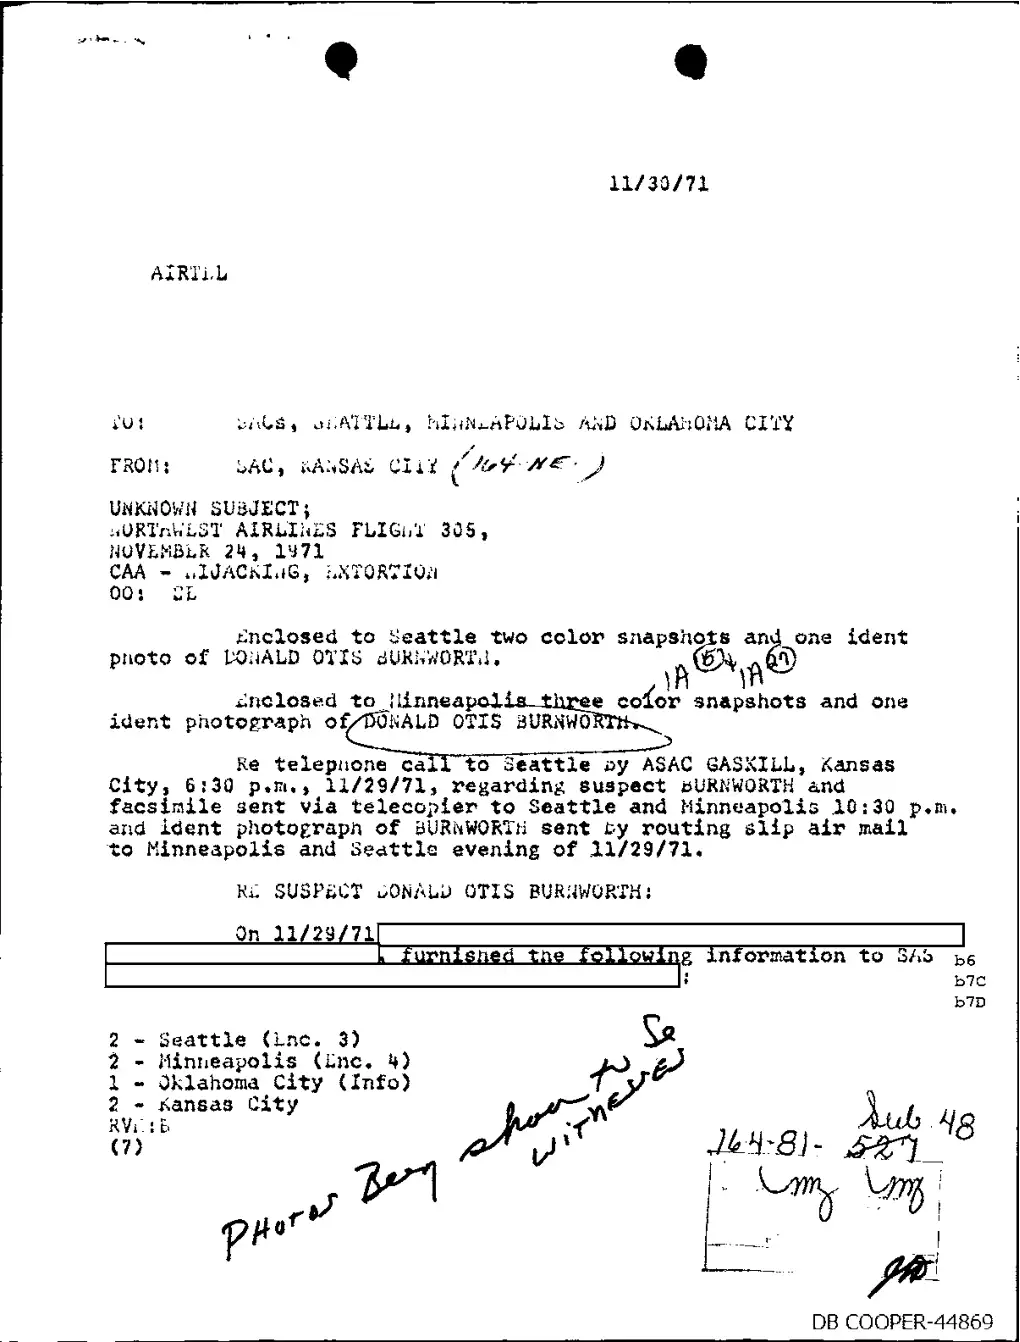 11/30/71
AIRTEL
TO: SACs, SEATTLE, MINNEAPOLIS AND OKLAHOMA CITY
FROM: SAC, KANSAS CITY (164-NE- )
UNKNOWN SUBJECT;
NORTHWEST AIRLINES FLIGHT 305,
NOVEMBER 24, 1971
CAA - HIJACKING, EXTORTION
OO: SE
Enclosed to Seattle two color snapshots and one ident
photo of DONALD OTIS BURNWORTH.
1A 15 1A 27
Enclosed to Minneapolis three color snapshots and one
ident photograph of DONALD OTIS BURNWORTH.
Re telephone call to Seattle by ASAC GASKILL, Kansas
City, 6:30 p.m., 11/29/71, regarding suspect BURNWORTH and
facsimile sent via telecopier to Seattle and Minneapolis 10:30 p.m.
and ident photograph of BURNWORTH sent by routing slip air mail
to Minneapolis and Seattle evening of 11/29/71.
RE SUSPECT DONALD OTIS BURNWORTH:
On 11/29/71
, furnished the following information to SAS
:
b6
b7C
b7D
2 - Seattle (Enc. 3)
2 - Minneapolis (Enc. 4)
1 - Oklahoma City (Info)
2 - Kansas City
(7)
PHotos Being shown to Se
WITNESSES
Sub 48
164-81- 527
DB COOPER-44869